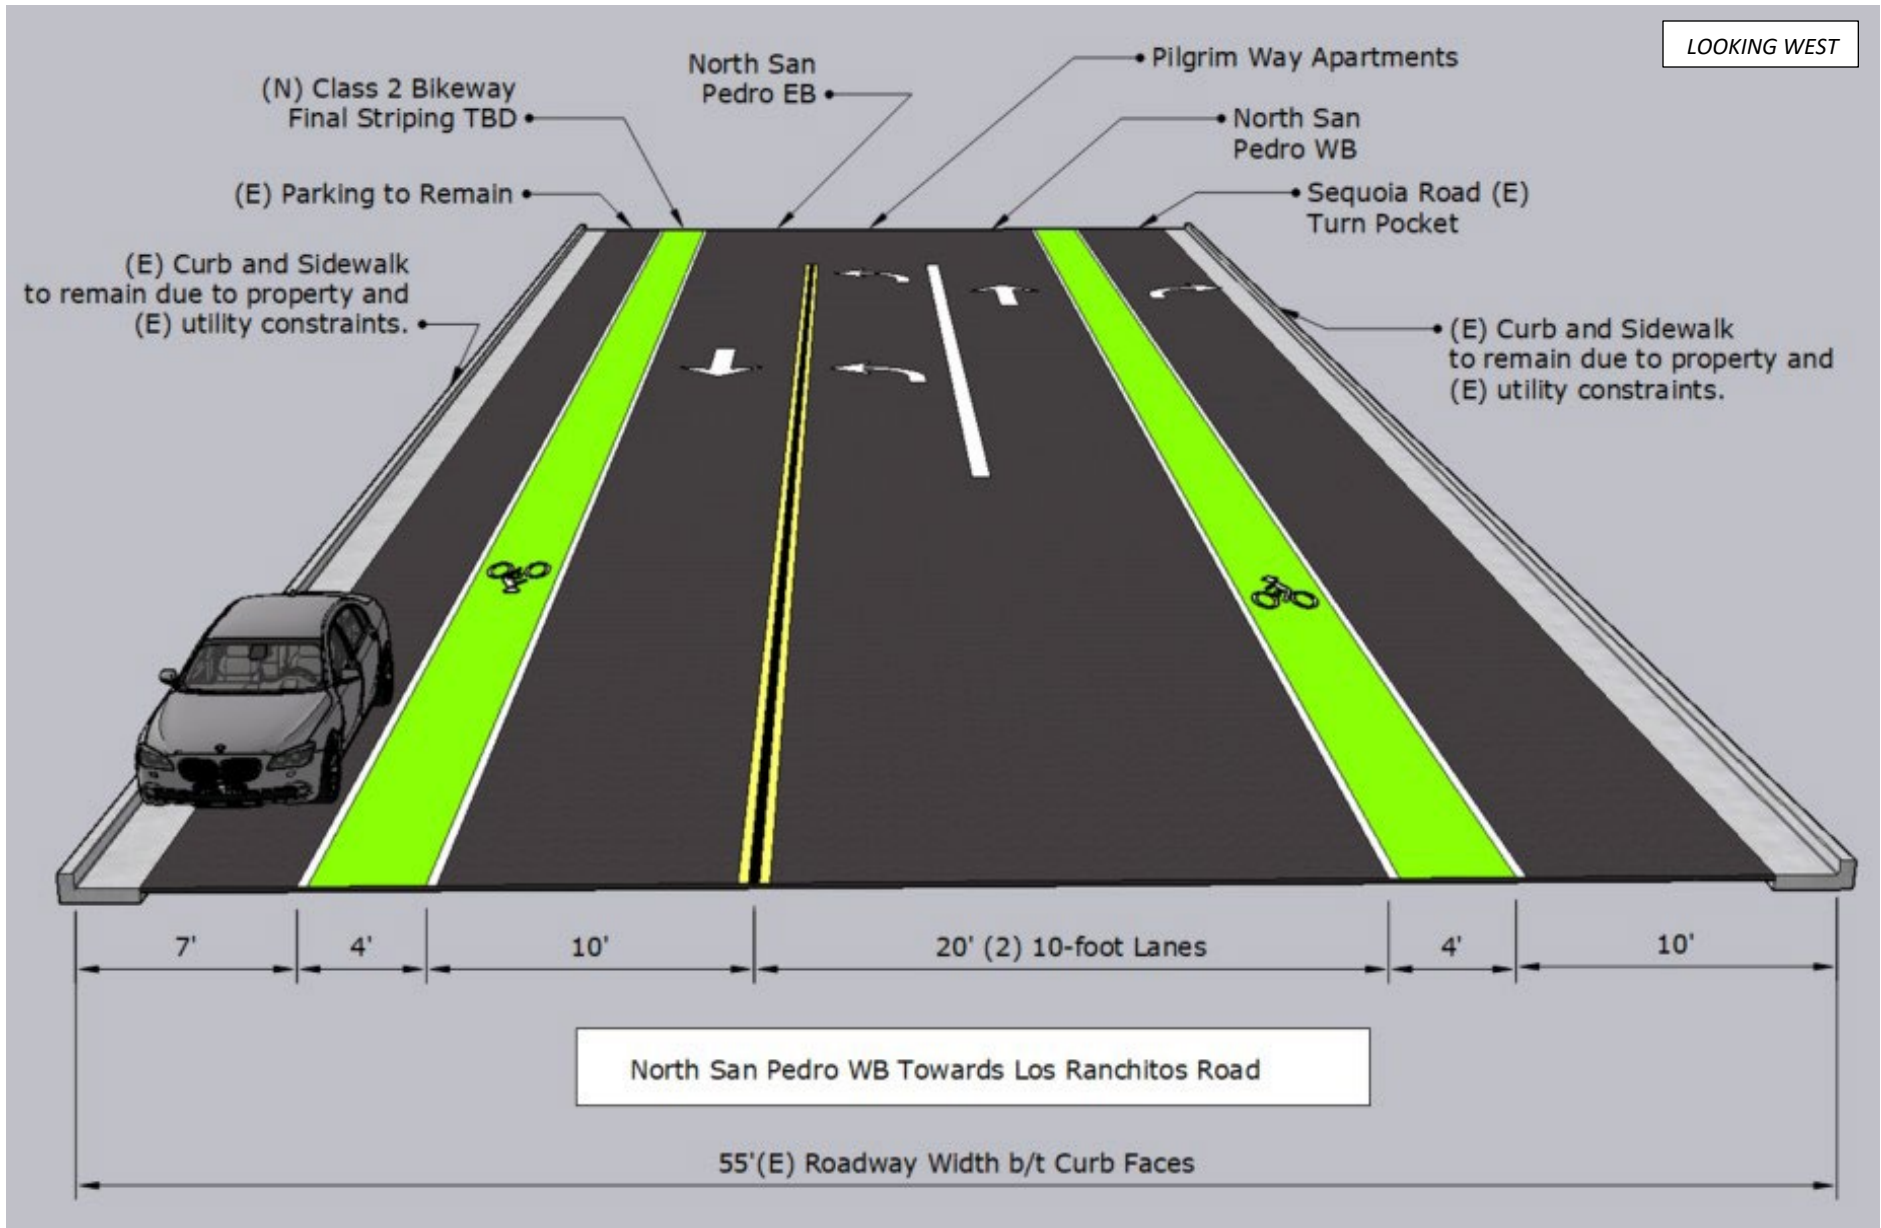 LOOKING WEST
North San
Pedro EB
Pilgrim Way Apartments
(N) Class 2 Bikeway
Final Striping TBD
North San
Pedro WB
(E) Parking to Remain
Sequoia Road (E)
Turn Pocket
(E) Curb and Sidewalk
to remain due to property and
(E) utility constraints.
(E) Curb and Sidewalk
to remain due to property and
(E) utility constraints.
7'
4'
10'
20' (2) 10-foot Lanes
4'
10'
North San Pedro WB Towards Los Ranchitos Road
55'(E) Roadway Width b/t Curb Faces